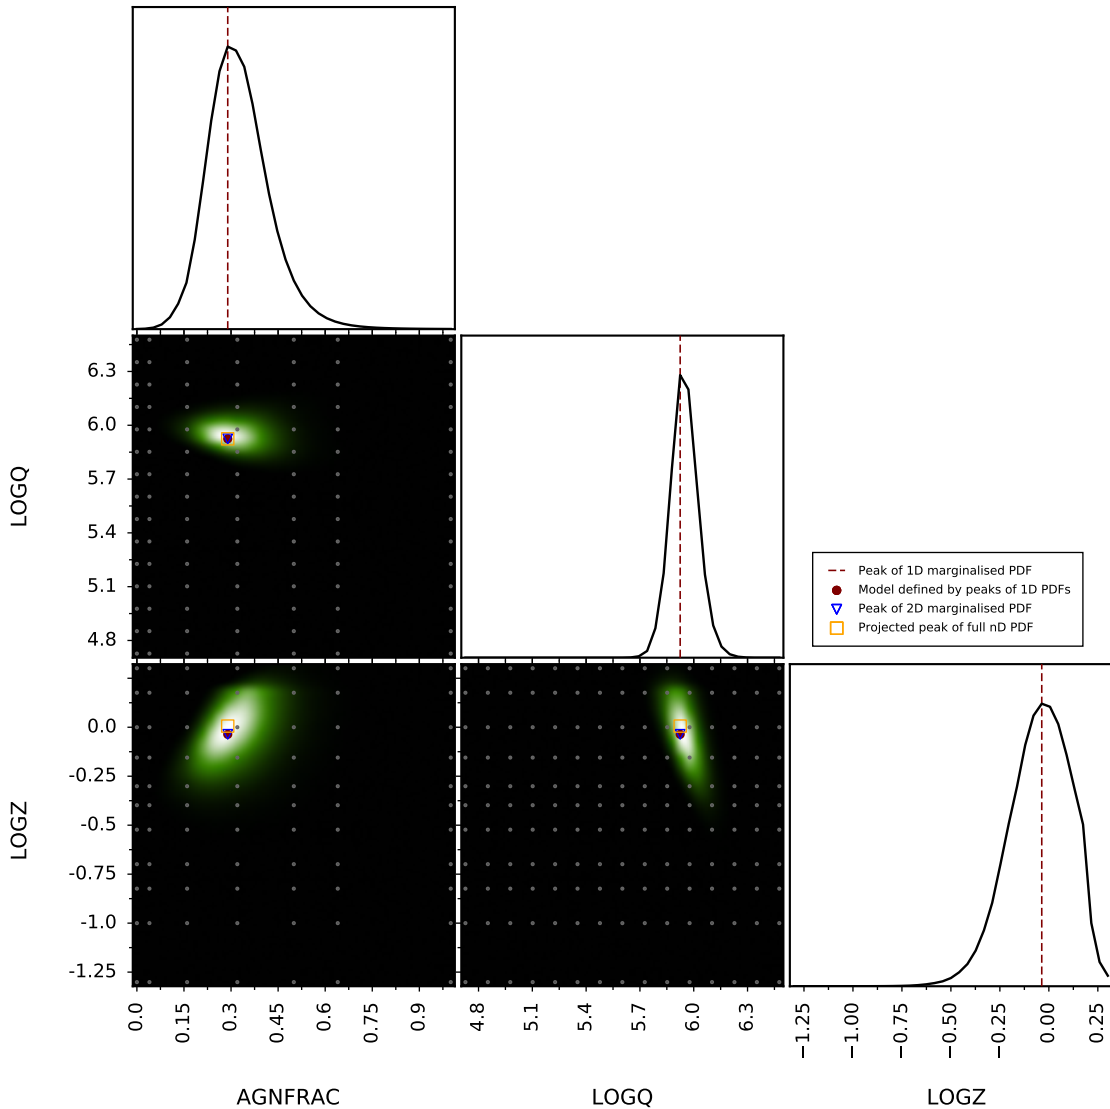 6.3
6.0
5.7
5.4
5.1
4.8
LOGQ
Peak of 1D marginalised PDF
Model defined by peaks of 1D PDFs
Peak of 2D marginalised PDF
Projected peak of full nD PDF
0.0
-0.25
-0.5
-0.75
-1.0
-1.25
LOGZ
0.0 0.15 0.3 0.45 0.6 0.75 0.9
4.8 5.1 5.4 5.7 6.0 6.3
−1.25 −1.00 −0.75 −0.50 −0.25 0.00 0.25
AGNFRAC
LOGQ
LOGZ